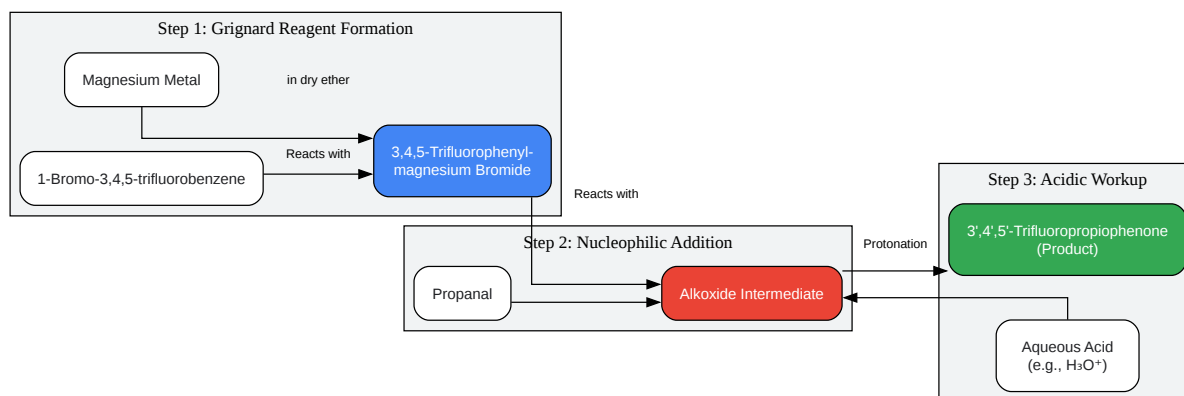 Step 1: Grignard Reagent Formation
Magnesium Metal
in dry ether
Reacts with
1-Bromo-3,4,5-trifluorobenzene
3,4,5-Trifluorophenyl-
magnesium Bromide
Reacts with
Step 2: Nucleophilic Addition
Propanal
Alkoxide Intermediate
Protonation
Step 3: Acidic Workup
3',4',5'-Trifluoropropiophenone
(Product)
Aqueous Acid
(e.g., H₃O⁺)